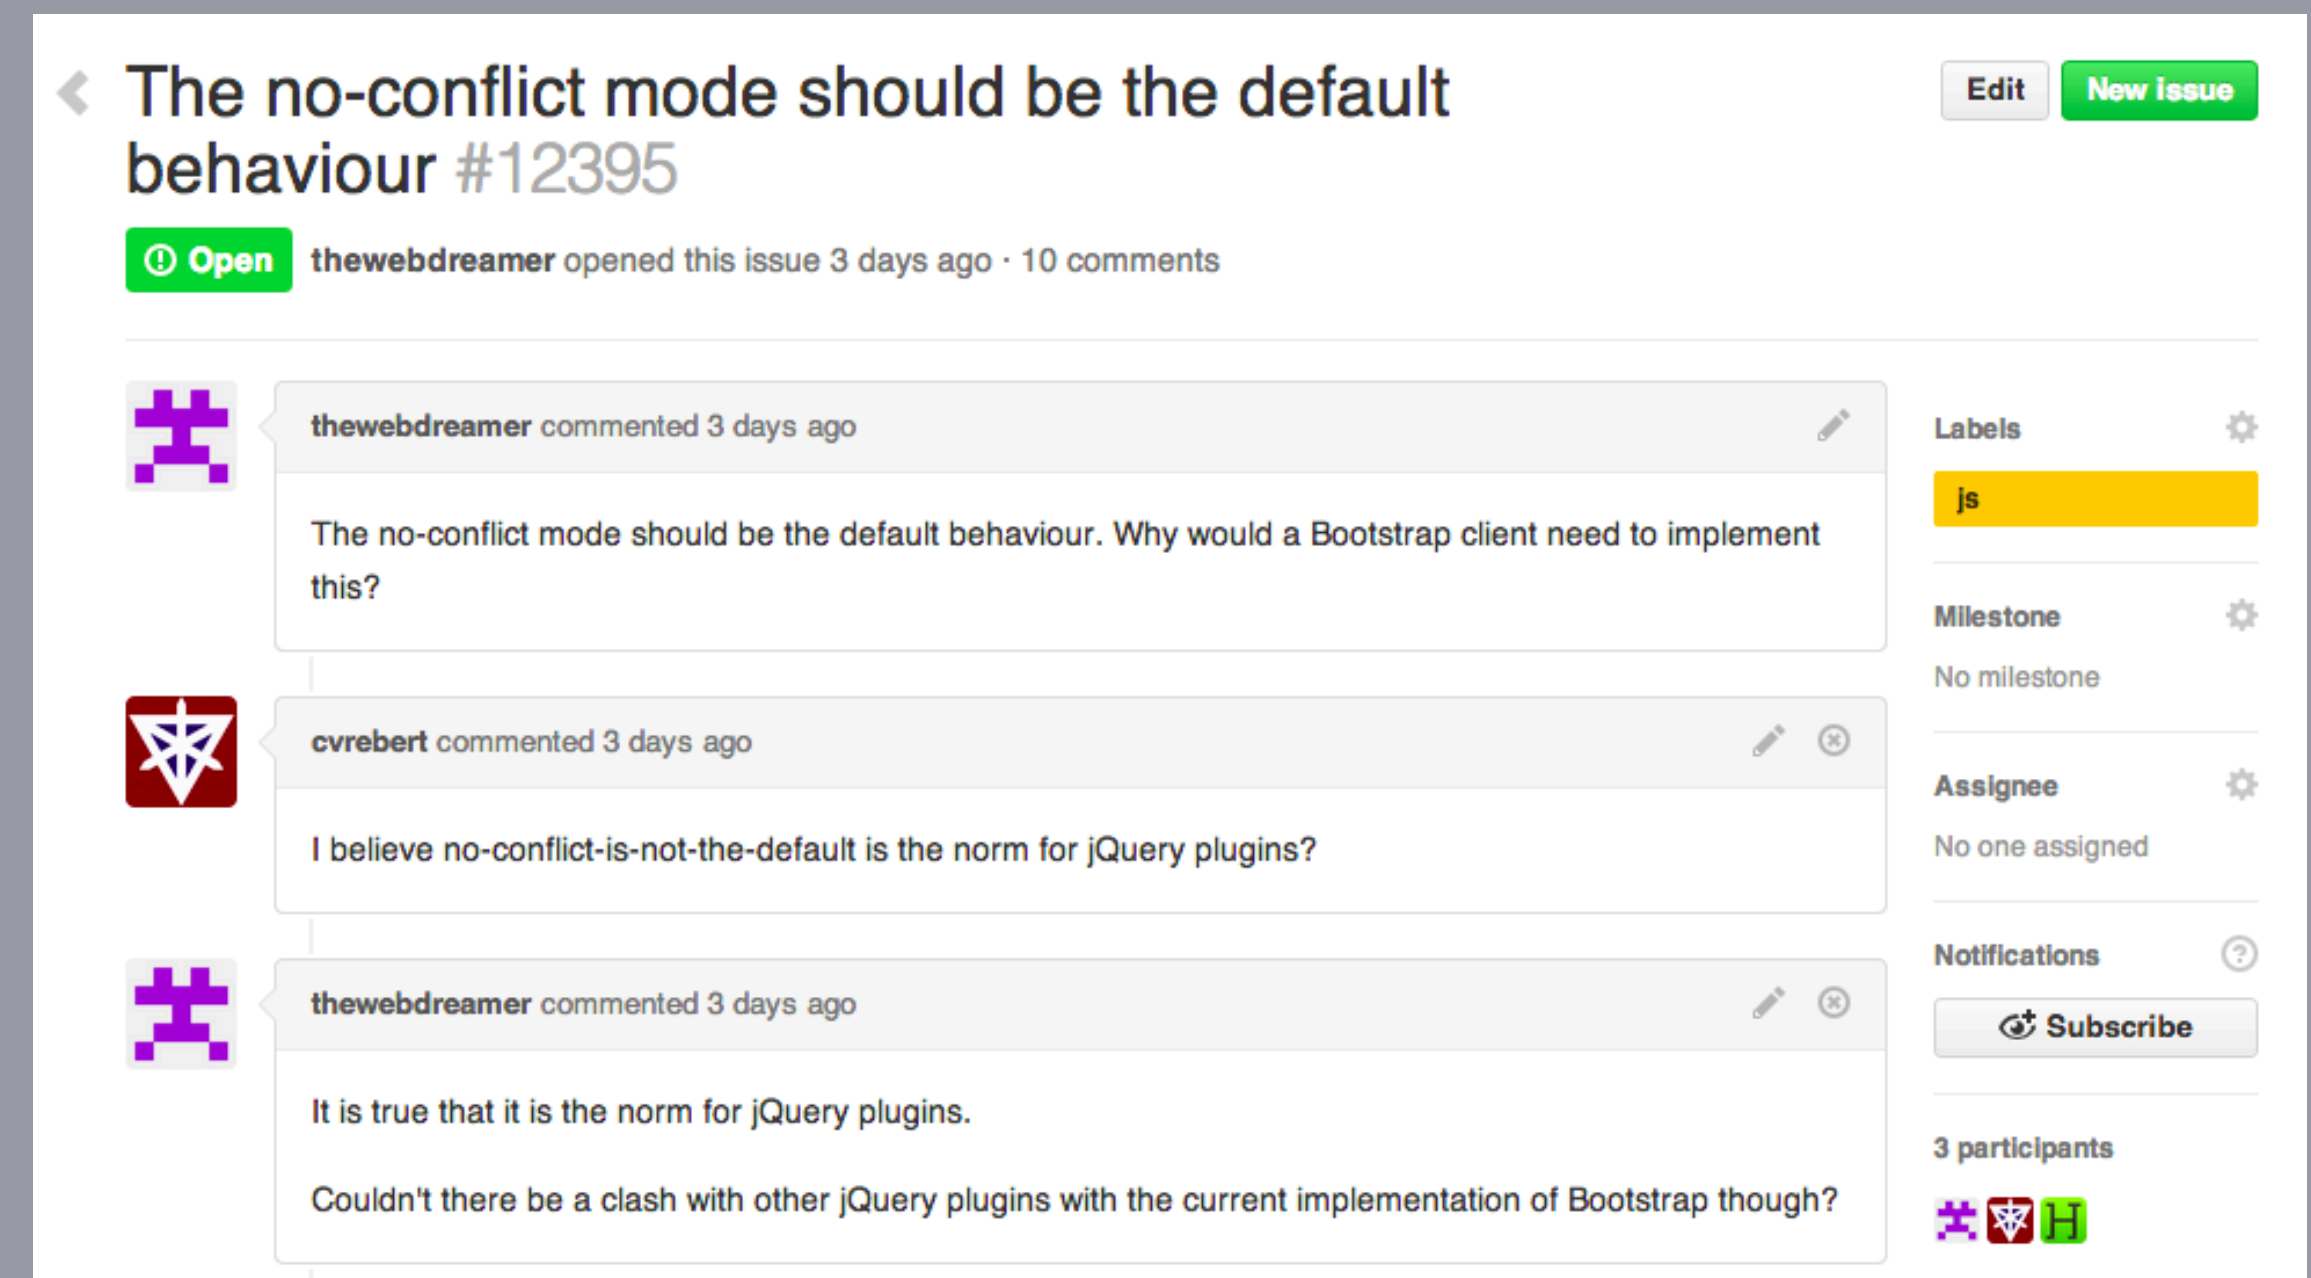 The no-conflict mode should be the default
behaviour #12395
Edit
New issue
Open
thewebdreamer opened this issue 3 days ago · 10 comments
thewebdreamer commented 3 days ago
The no-conflict mode should be the default behaviour. Why would a Bootstrap client need to implement
this?
cvrebert commented 3 days ago
I believe no-conflict-is-not-the-default is the norm for jQuery plugins?
thewebdreamer commented 3 days ago
It is true that it is the norm for jQuery plugins.
Couldn't there be a clash with other jQuery plugins with the current implementation of Bootstrap though?
Labels
js
Milestone
No milestone
Assignee
No one assigned
Notifications
Subscribe
3 participants